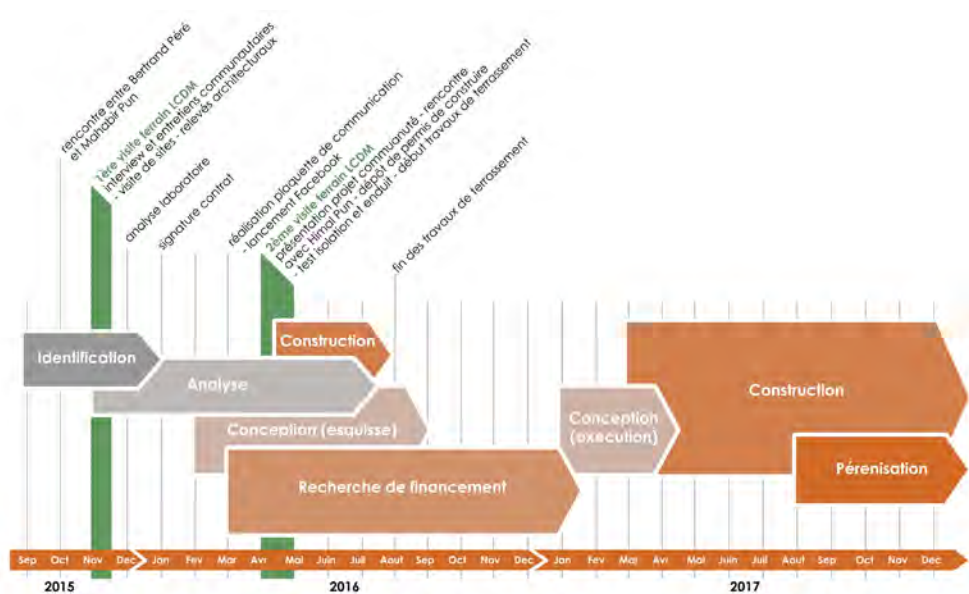 rencontre entre Bertrand Péré
et Mahabir Pun
1ère visite terrain LCDM
interview et entretiens communautaires
- visite de sites - relevés architecturaux
analyse laboratoire
signature contrat
réalisation plaquette de communication
- lancement Facebook
2ème visite terrain LCDM
présentation projet communauté - rencontre
avec Himal Pun - dépôt de permis de construire
- test isolation et enduit - début travaux de terrassement
fin des travaux de terrassement
Identification
Construction
Analyse
Conception (esquisse)
Recherche de financement
Conception
(execution)
Construction
Pérenisation
Sep Oct Nov Dec Jan Fev Mar Avr Mai Juin Juil Aout Sep Oct Nov Dec Jan Fev Mar Avr Mai Juin Juil Aout Sep Oct Nov Dec
2015 2016 2017